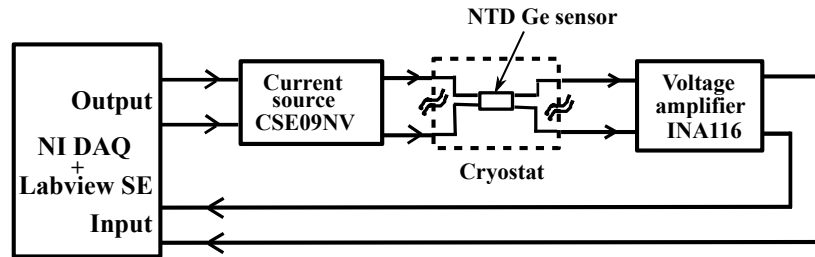 NTD Ge sensor
Output
NI DAQ
+
Labview SE
Input
Current
source
CSE09NV
Cryostat
Voltage
amplifier
INA116